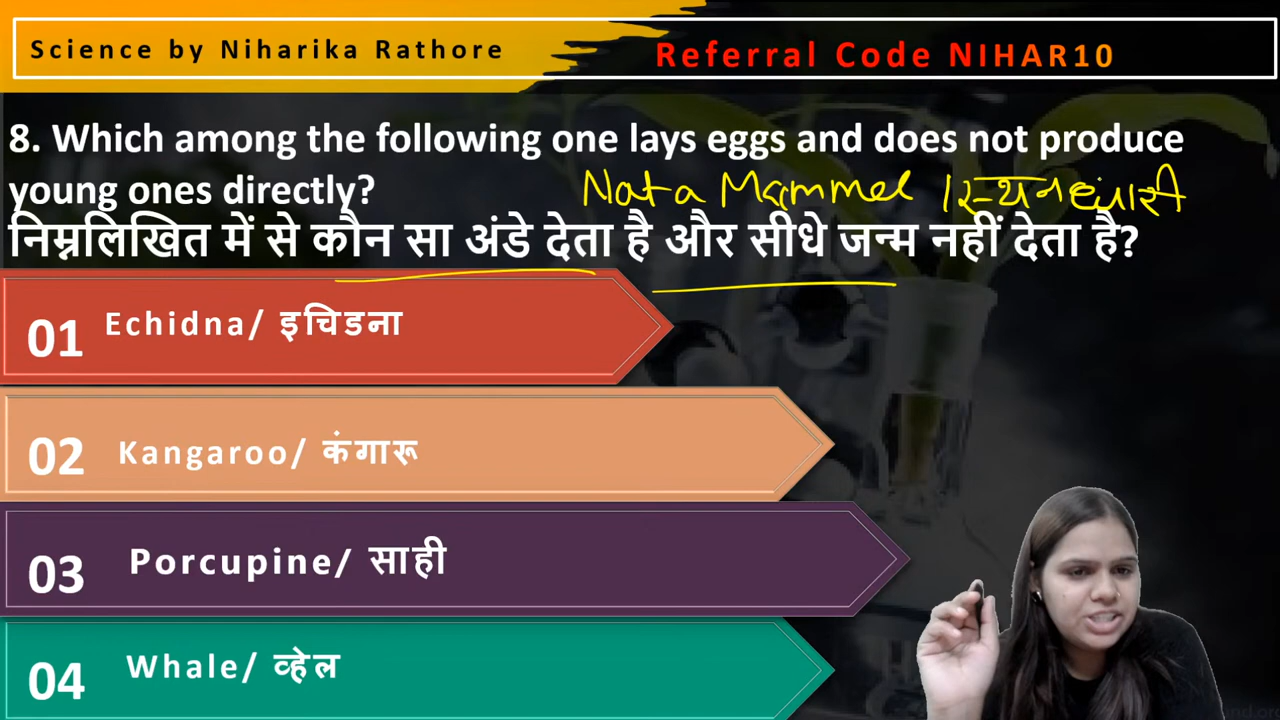 Science by Niharika Rathore
Referral Code NIHAR10
8. Which among the following one lays eggs and does not produce
young ones directly?
Not a Mammel
निम्नलिखित में से कौन सा अंडे देता है और सीधे जन्म नहीं देता है?
01 Echidna/ इचिडना
02 Kangaroo/ कंगारू
03 Porcupine/ साही
04 Whale/ व्हेल